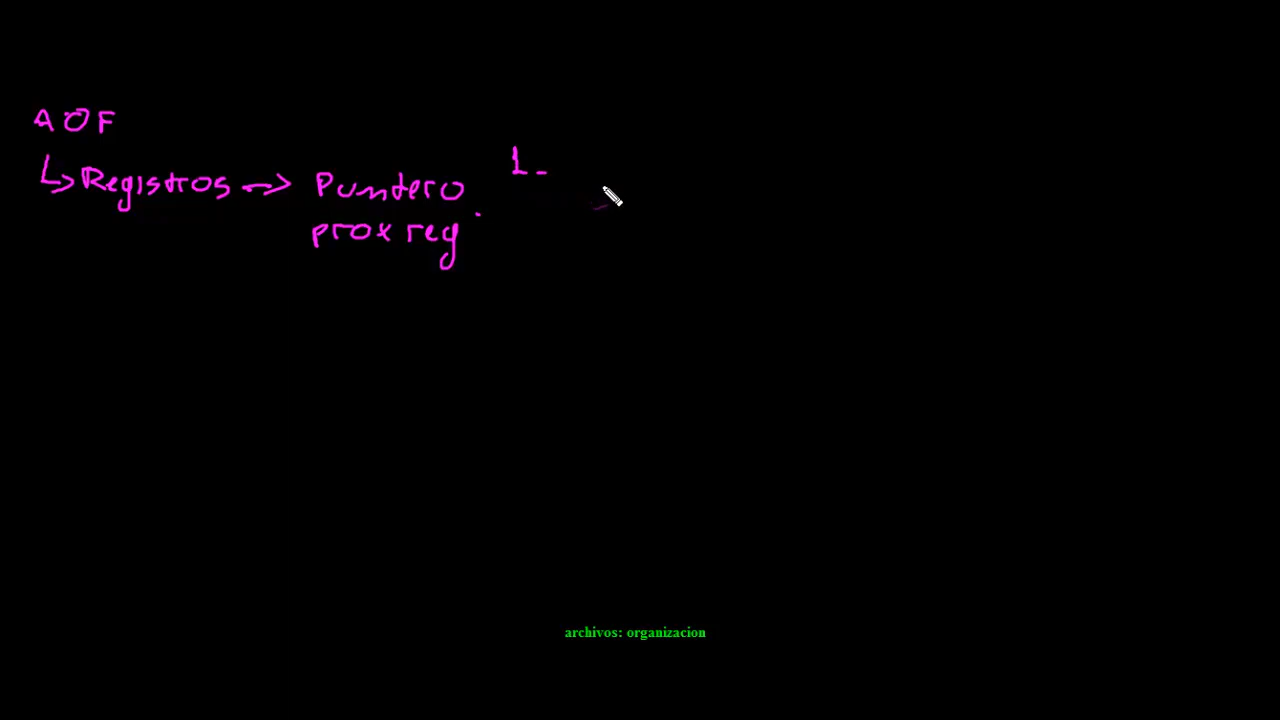 AOF
↳ Registros → Puntero
prox reg.
1-
archivos: organizacion